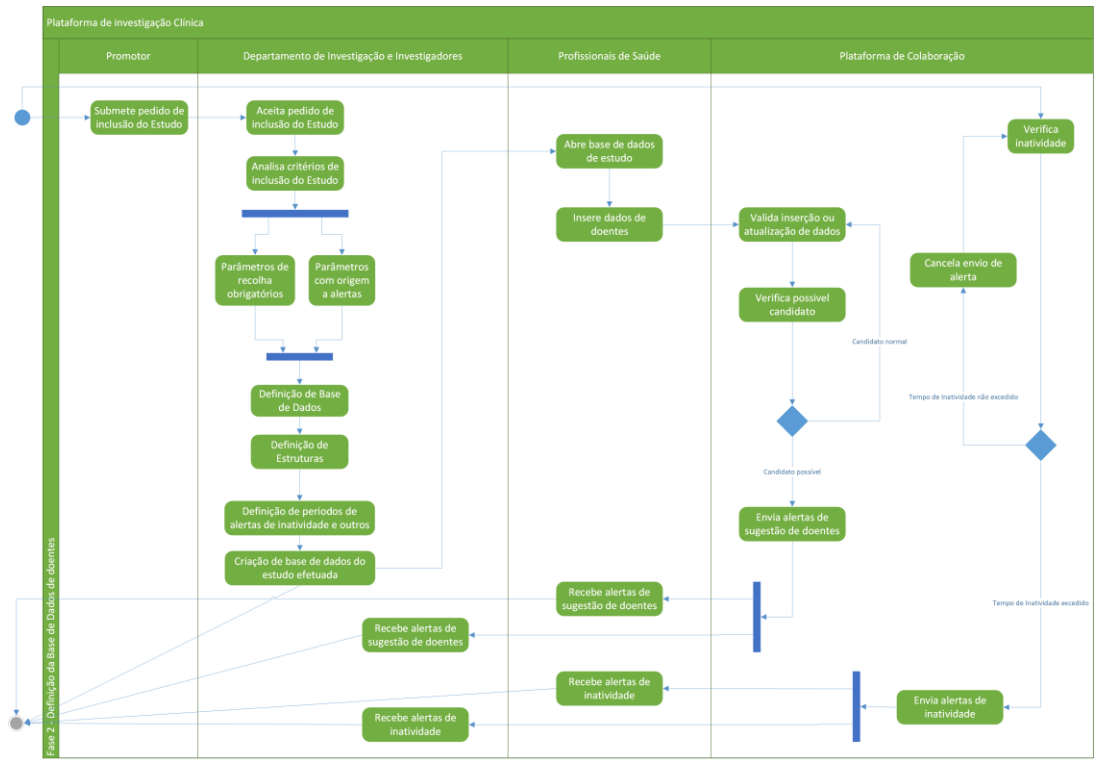 Plataforma de investigação Clínica
Fase 2 - Definição da Base de Dados de doentes
Promotor
Departamento de Investigação e Investigadores
Profissionais de Saúde
Plataforma de Colaboração
Submete pedido de
inclusão do Estudo
Aceita pedido de
inclusão do Estudo
Analisa critérios de
inclusão do Estudo
Parâmetros de
recolha
obrigatórios
Parâmetros
com origem
a alertas
Definição de Base
de Dados
Definição de
Estruturas
Definição de periodos de
alertas de inatividade e outros
Criação de base de dados do
estudo efetuada
Abre base de dados
de estudo
Insere dados de
doentes
Valida inserção ou
atualização de dados
Verifica possivel
candidato
Candidato normal
Candidato possível
Envia alertas de
sugestão de doentes
Verifica
inatividade
Cancela envio de
alerta
Tempo de Inatividade não excedido
Tempo de Inatividade excedido
Recebe alertas de
sugestão de doentes
Recebe alertas de
sugestão de doentes
Recebe alertas de
inatividade
Recebe alertas de
inatividade
Envia alertas de
inatividade